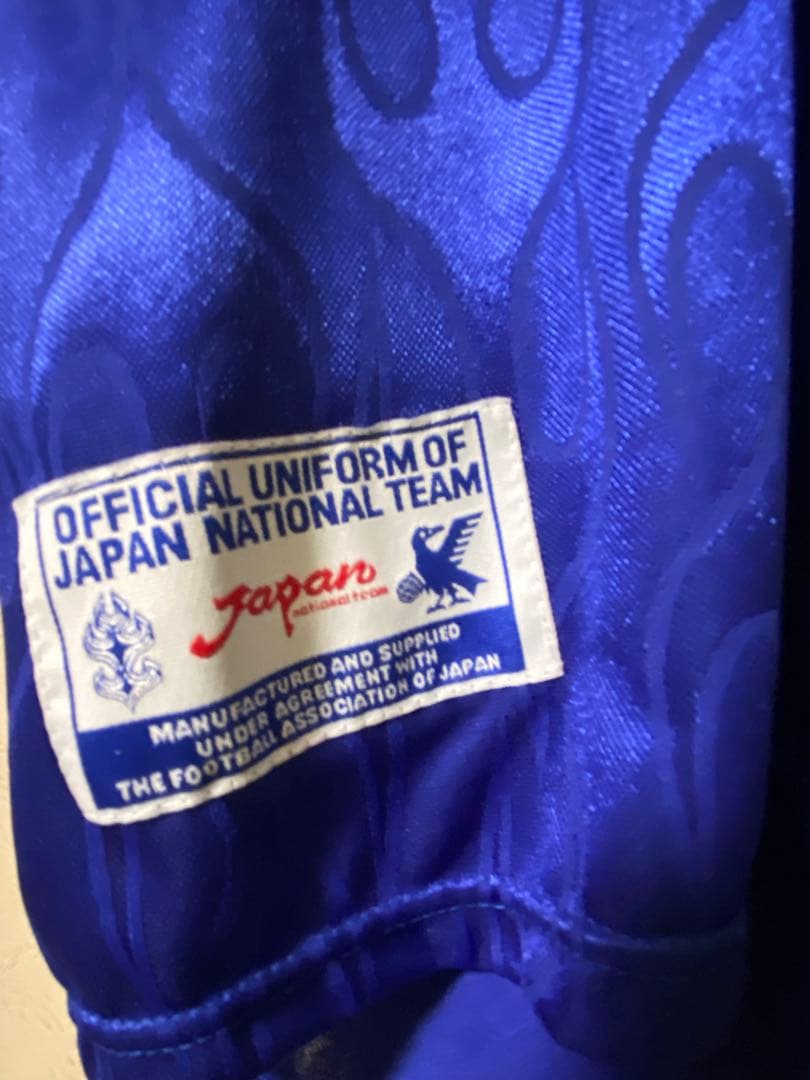 OFFICIAL UNIFORM OF
JAPAN NATIONAL TEAM
Japan
national team
MANUFACTURED AND SUPPLIED
UNDER AGREEMENT WITH
THE FOOTBALL ASSOCIATION OF JAPAN